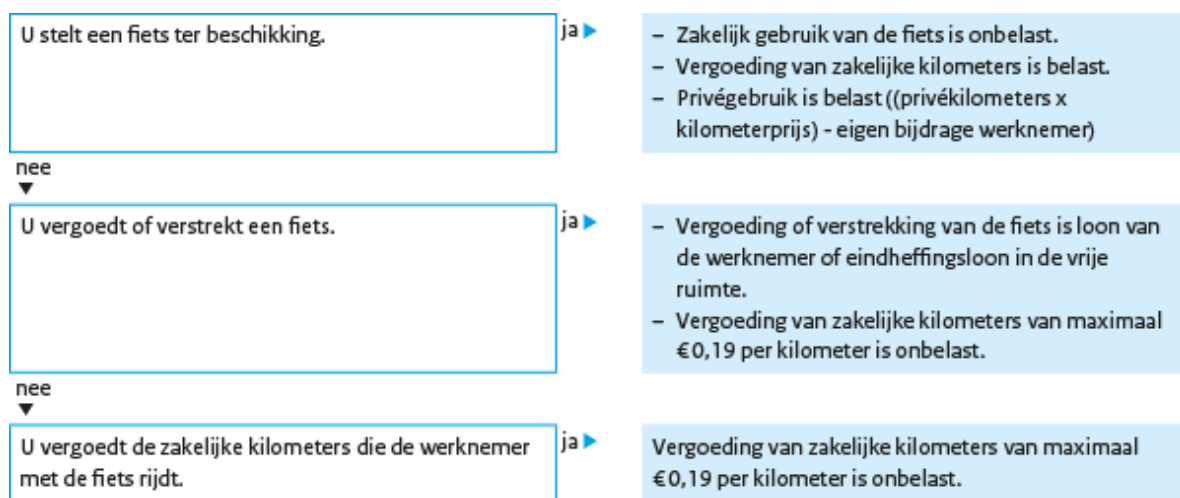 U stelt een fiets ter beschikking.
ja ▶
– Zakelijk gebruik van de fiets is onbelast.
– Vergoeding van zakelijke kilometers is belast.
– Privégebruik is belast ((privékilometers x
kilometerprijs) - eigen bijdrage werknemer)
nee
▼
U vergoedt of verstrekt een fiets.
ja ▶
– Vergoeding of verstrekking van de fiets is loon van
de werknemer of eindheffingsloon in de vrije
ruimte.
– Vergoeding van zakelijke kilometers van maximaal
€0,19 per kilometer is onbelast.
nee
▼
U vergoedt de zakelijke kilometers die de werknemer
met de fiets rijdt.
ja ▶
Vergoeding van zakelijke kilometers van maximaal
€0,19 per kilometer is onbelast.